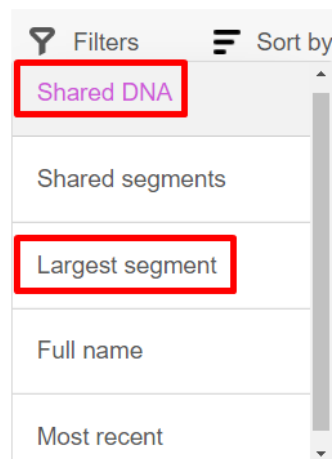 Filters Sort by
Shared DNA
Shared segments
Largest segment
Full name
Most recent